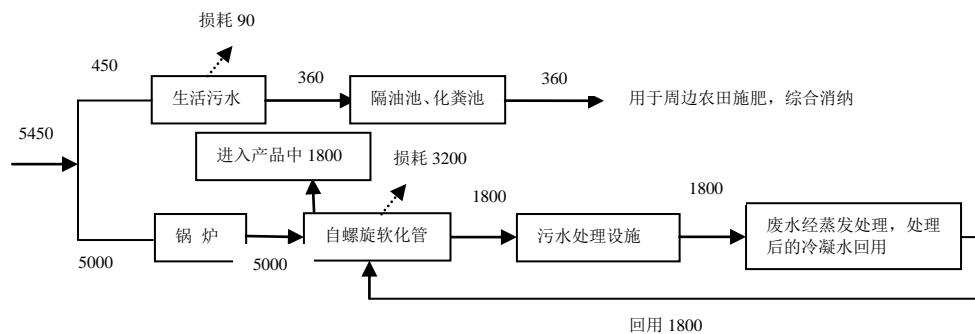 损耗 90
450
生活污水
360
隔油池、化粪池
360
用于周边农田施肥，综合消纳
5450
进入产品中 1800
损耗 3200
1800
1800
锅 炉
自螺旋软化管
污水处理设施
废水经蒸发处理，处理
后的冷凝水回用
5000
5000
回用 1800